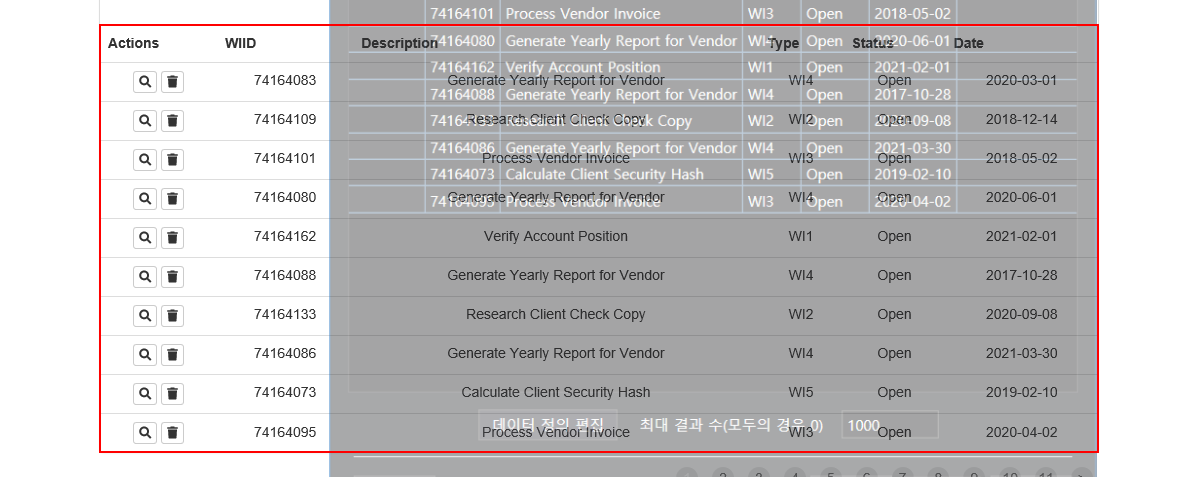 74164101 Process Vendor Invoice WI3 Open 2018-05-02
Actions WIID Description Type Status Date
74164080 Generate Yearly Report for Vendor WI4 Open 2020-06-01
74164162 Verify Account Position WI1 Open 2021-02-01
74164083 Generate Yearly Report for Vendor WI4 Open 2020-03-01
74164088 Generate Yearly Report for Vendor WI4 Open 2017-10-28
74164133 Research Client Check Copy WI2 Open 2020-09-08
74164109 Research Client Check Copy WI2 Open 2018-12-14
74164086 Generate Yearly Report for Vendor WI4 Open 2021-03-30
74164101 Process Vendor Invoice WI3 Open 2018-05-02
74164073 Calculate Client Security Hash WI5 Open 2019-02-10
74164080 Generate Yearly Report for Vendor WI4 Open 2020-06-01
74164095 Process Vendor Invoice WI3 Open 2020-04-02
74164162 Verify Account Position WI1 Open 2021-02-01
74164088 Generate Yearly Report for Vendor WI4 Open 2017-10-28
74164133 Research Client Check Copy WI2 Open 2020-09-08
74164086 Generate Yearly Report for Vendor WI4 Open 2021-03-30
74164073 Calculate Client Security Hash WI5 Open 2019-02-10
데이터 정의 편집 최대 결과 수(모두의 경우 0) 1000
74164095 Process Vendor Invoice WI3 Open 2020-04-02
2 3 4 5 6 7 8 9 10 11 >